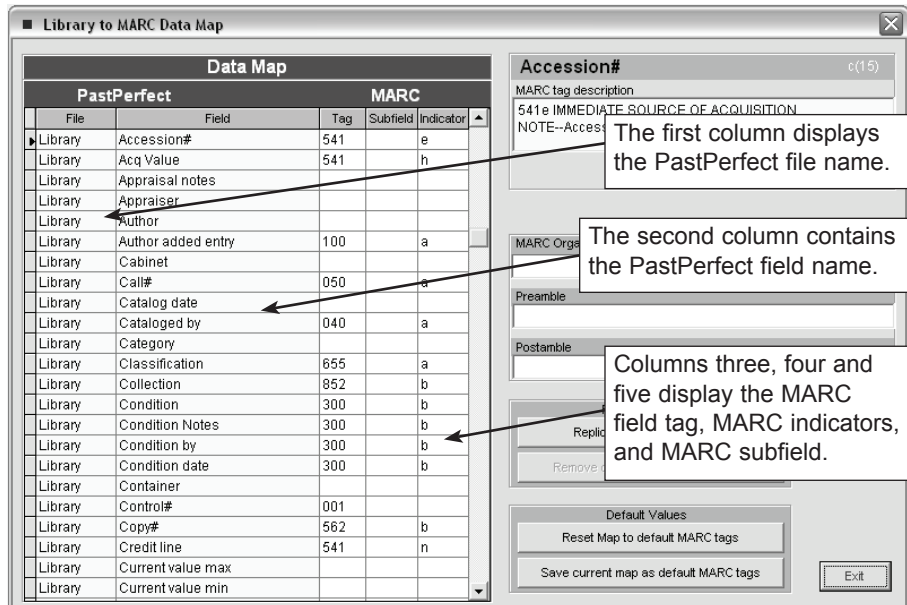 Library to MARC Data Map
Data Map
PastPerfect MARC
File Field Tag Subfield Indicator
Library Accession# 541 e
Library Acq Value 541 h
Library Appraisal notes
Library Appraiser
Library Author
Library Author added entry 100 a
Library Cabinet
Library Call# 050 a
Library Catalog date
Library Cataloged by 040 a
Library Category
Library Classification 655 a
Library Collection 852 b
Library Condition 300 b
Library Condition Notes 300 b
Library Condition by 300 b
Library Condition date 300 b
Library Container
Library Control# 001
Library Copy# 562 b
Library Credit line 541 n
Library Current value max
Library Current value min
Accession# c(15)
MARC tag description
541e IMMEDIATE SOURCE OF ACQUISITION
NOTE--Access
The first column displays
the PastPerfect file name.
The second column contains
the PastPerfect field name.
MARC Orga
Preamble
Postamble
Columns three, four and
five display the MARC
field tag, MARC indicators,
and MARC subfield.
Replic
Remove
Default Values
Reset Map to default MARC tags
Save current map as default MARC tags
Exit